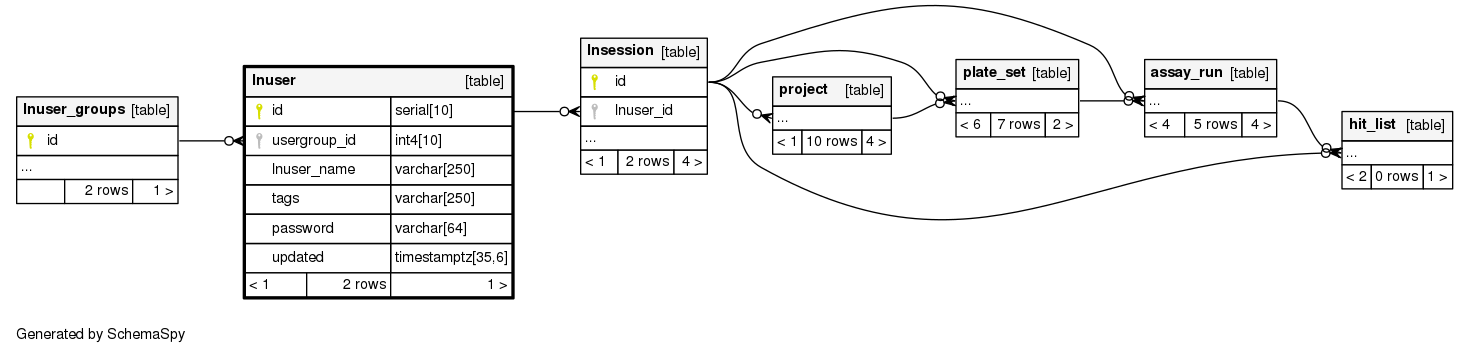 lnuser_groups [table]
id
...
2 rows 1 >
lnuser [table]
id serial[10]
usergroup_id int4[10]
lnuser_name varchar[250]
tags varchar[250]
password varchar[64]
updated timestamptz[35,6]
< 1 2 rows 1 >
lnsession [table]
id
lnuser_id
...
< 1 2 rows 4 >
project [table]
...
< 1 10 rows 4 >
plate_set [table]
...
< 6 7 rows 2 >
assay_run [table]
...
< 4 5 rows 4 >
hit_list [table]
...
< 2 0 rows 1 >
Generated by SchemaSpy